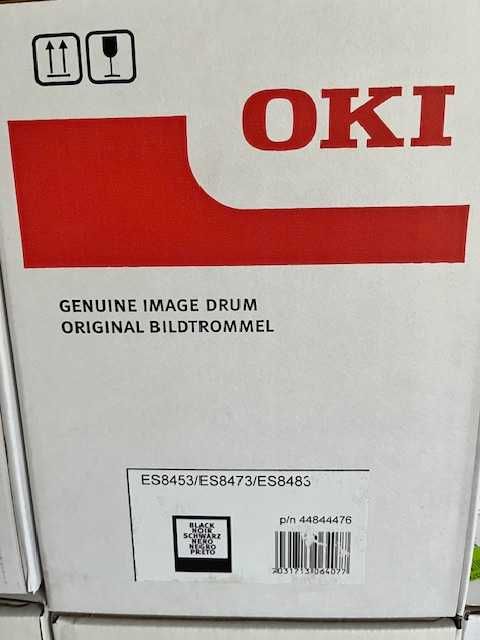 OKI
GENUINE IMAGE DRUM
ORIGINAL BILDTROMMEL
ES8453/ES8473/ES8483
p/n 44844476
BLACK
NOIR
SCHWARZ
NERO
NEGRO
PRETO